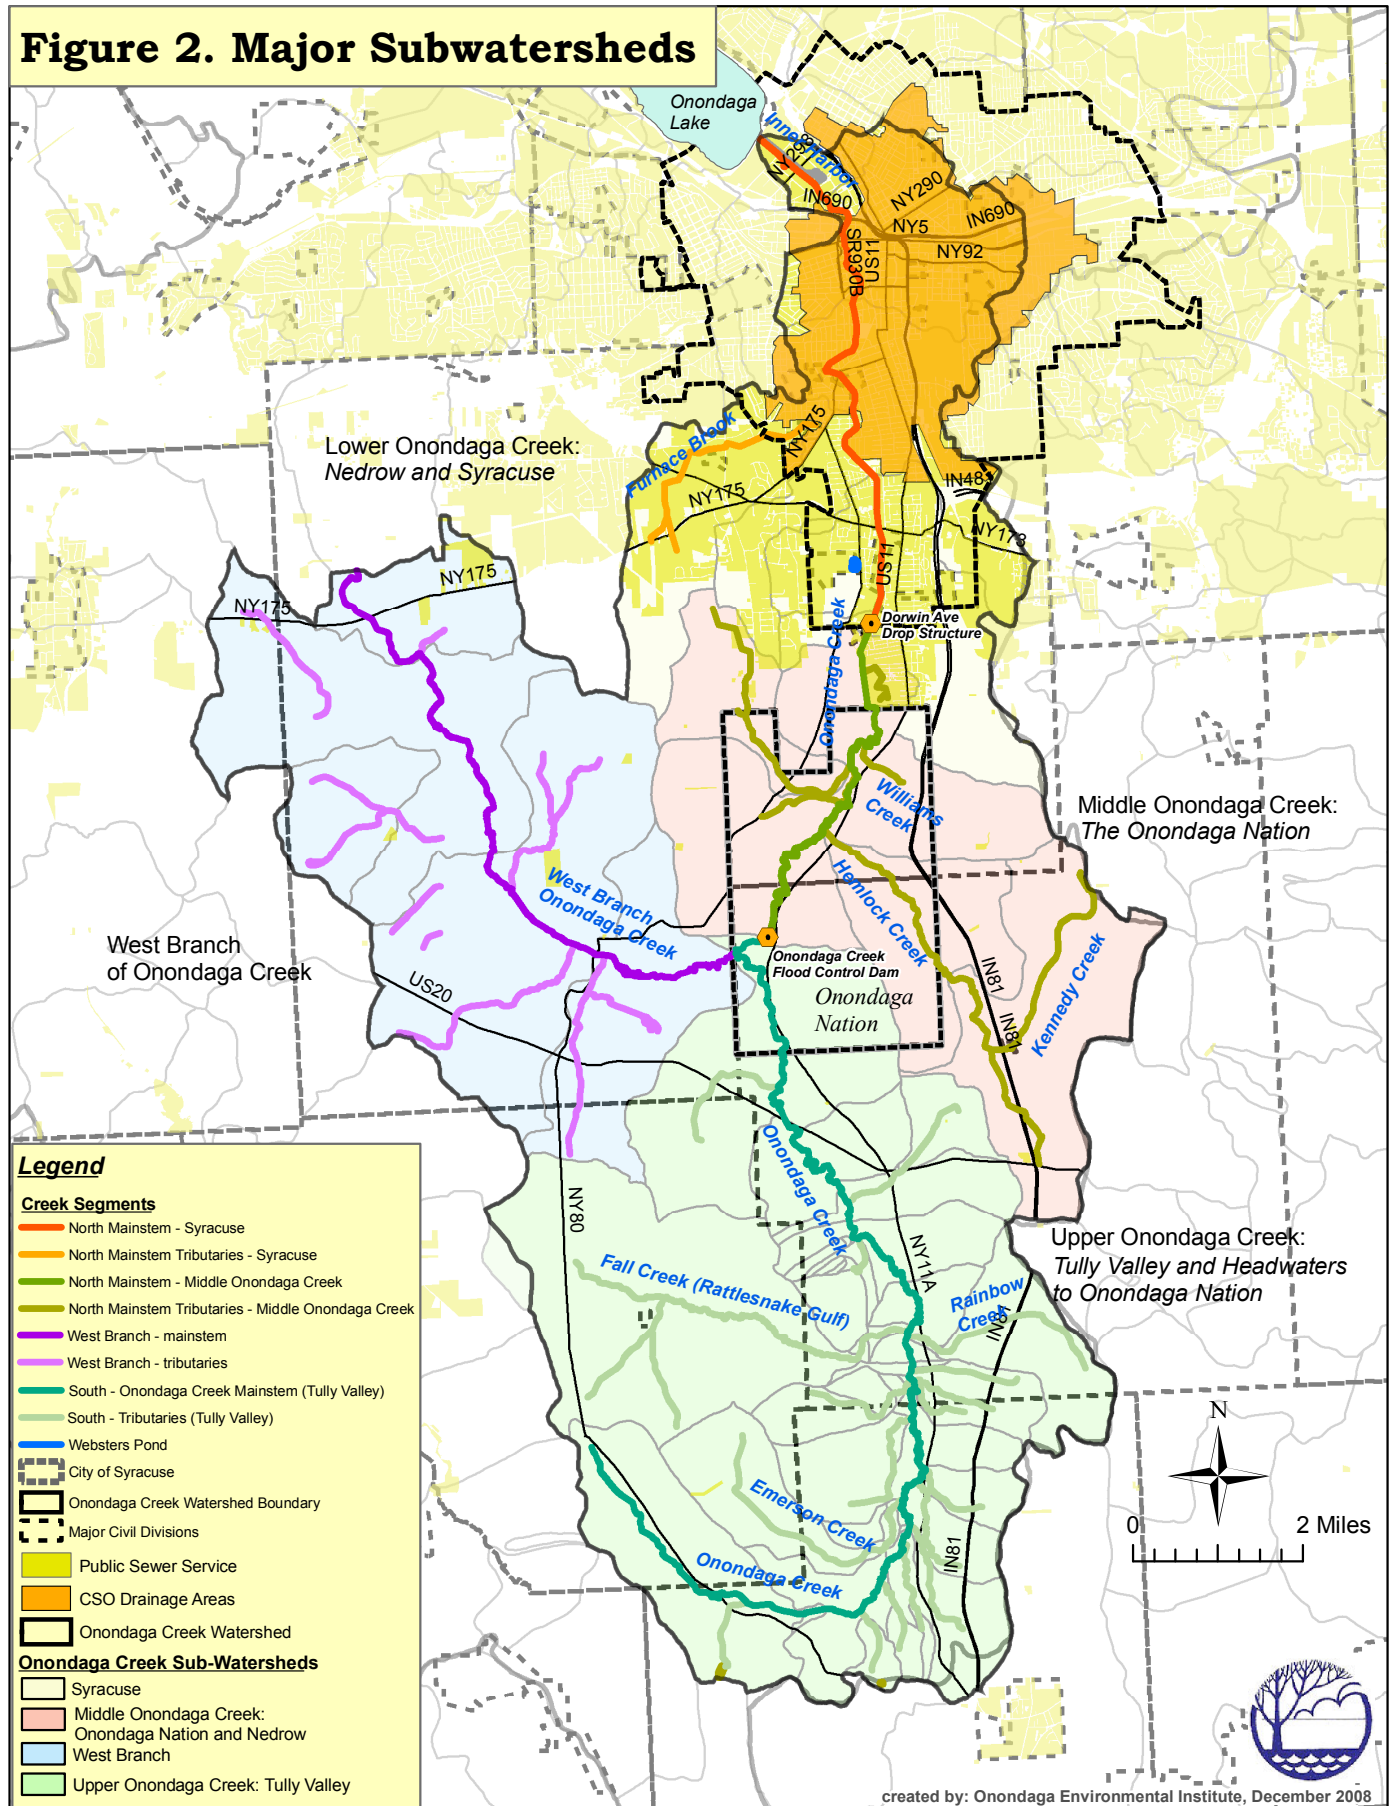 Figure 2. Major Subwatersheds
Onondaga
Lake
Inner Harbor
NY298
IN690
NY290
IN690
NY5
NY92
SR930B
US11
Lower Onondaga Creek:
Nedrow and Syracuse
Furnace Brook
NY175
NY175
IN481
NY173
US11
NY175
NY175
Dorwin Ave
Drop Structure
Onondaga Creek
Williams
Creek
Middle Onondaga Creek:
The Onondaga Nation
Hemlock Creek
West Branch
Onondaga Creek
West Branch
of Onondaga Creek
US20
Onondaga Creek
Flood Control Dam
Onondaga
Nation
IN81
IN81
Kennedy Creek
Onondaga Creek
NY80
NY11A
Upper Onondaga Creek:
Tully Valley and Headwaters
to Onondaga Nation
Fall Creek (Rattlesnake Gulf)
Rainbow
Creek
IN81
Emerson Creek
Onondaga Creek
IN81
N
0 2 Miles
Legend
Creek Segments
North Mainstem - Syracuse
North Mainstem Tributaries - Syracuse
North Mainstem - Middle Onondaga Creek
North Mainstem Tributaries - Middle Onondaga Creek
West Branch - mainstem
West Branch - tributaries
South - Onondaga Creek Mainstem (Tully Valley)
South - Tributaries (Tully Valley)
Websters Pond
City of Syracuse
Onondaga Creek Watershed Boundary
Major Civil Divisions
Public Sewer Service
CSO Drainage Areas
Onondaga Creek Watershed
Onondaga Creek Sub-Watersheds
Syracuse
Middle Onondaga Creek:
Onondaga Nation and Nedrow
West Branch
Upper Onondaga Creek: Tully Valley
created by: Onondaga Environmental Institute, December 2008